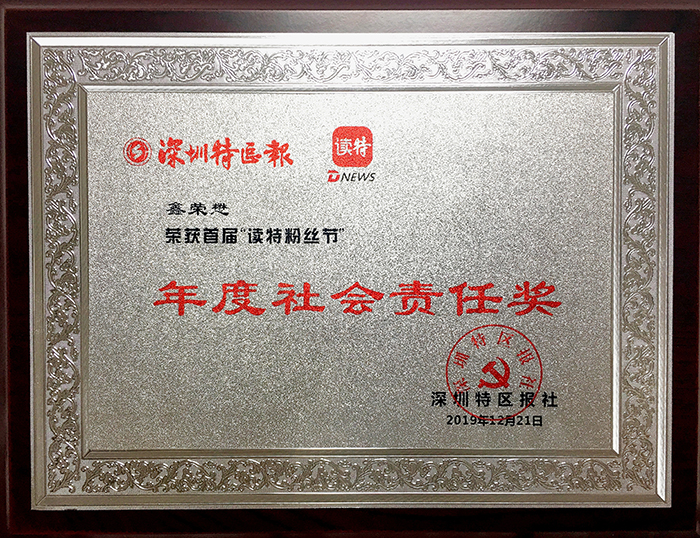 深圳特区報
读特
DNEWS
鑫荣懋
荣获首届“读特粉丝节”
年度社会责任奖
深圳特区报社
深圳特区报社
2019年12月21日